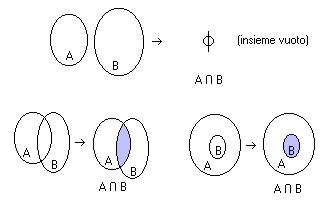 A B → ϕ (insieme vuoto)
A ∩ B
A B → A B
A ∩ B
A B → A B
A ∩ B